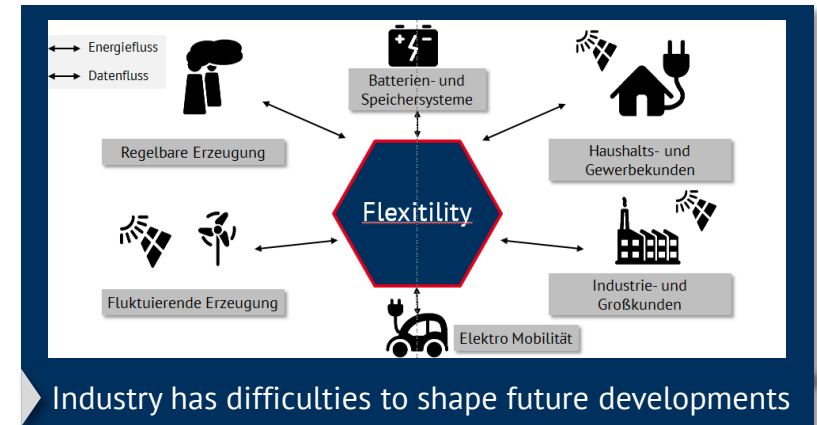 Energiefluss
Datenfluss
Batterien- und
Speichersysteme
Regelbare Erzeugung
Haushalts- und
Gewerbekunden
Flexitility
Fluktuierende Erzeugung
Industrie- und
Großkunden
Elektro Mobilität
Industry has difficulties to shape future developments